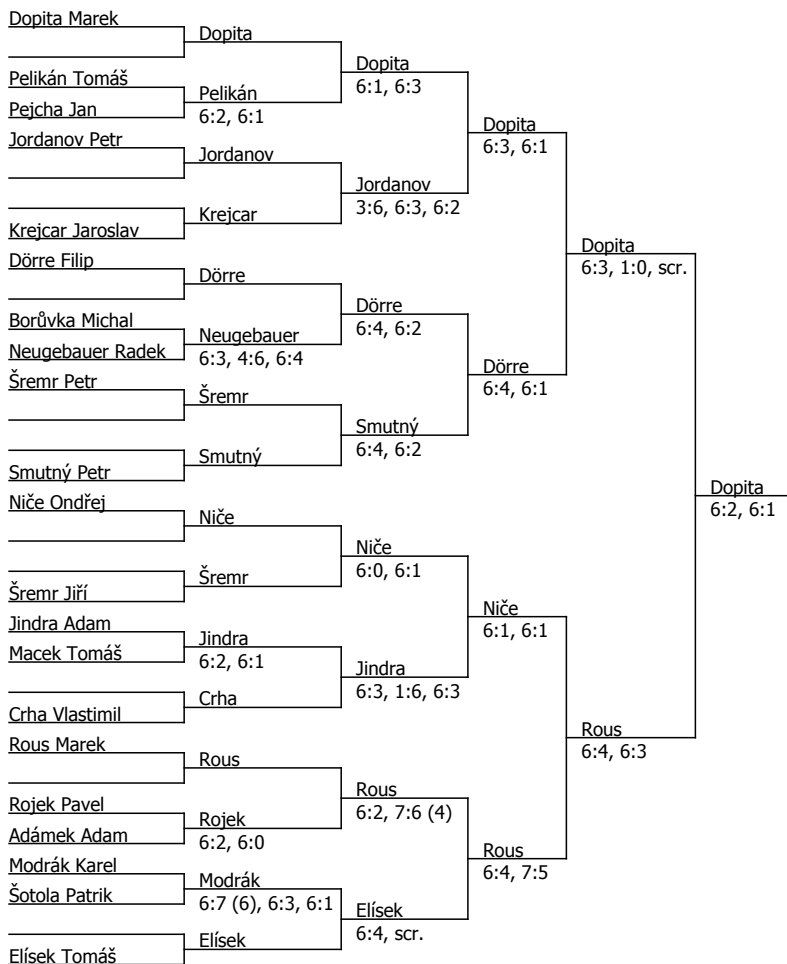 Dopita Marek
Dopita
Dopita
6:1, 6:3
Pelikán Tomáš
Pelikán
6:2, 6:1
Pejcha Jan
Dopita
6:3, 6:1
Jordanov Petr
Jordanov
Jordanov
3:6, 6:3, 6:2
Krejcar
Krejcar Jaroslav
Dopita
6:3, 1:0, scr.
Dörre Filip
Dörre
Dörre
6:4, 6:2
Borůvka Michal
Neugebauer
6:3, 4:6, 6:4
Neugebauer Radek
Dörre
6:4, 6:1
Šremr Petr
Šremr
Smutný
6:4, 6:2
Smutný
Smutný Petr
Dopita
6:2, 6:1
Niče Ondřej
Niče
Niče
6:0, 6:1
Šremr
Šremr Jiří
Niče
6:1, 6:1
Jindra Adam
Jindra
6:2, 6:1
Macek Tomáš
Jindra
6:3, 1:6, 6:3
Crha
Crha Vlastimil
Rous
6:4, 6:3
Rous Marek
Rous
Rous
6:2, 7:6 (4)
Rojek Pavel
Rojek
6:2, 6:0
Adámek Adam
Rous
6:4, 7:5
Modrák Karel
Modrák
6:7 (6), 6:3, 6:1
Šotola Patrik
Elísek
6:4, scr.
Elísek
Elísek Tomáš